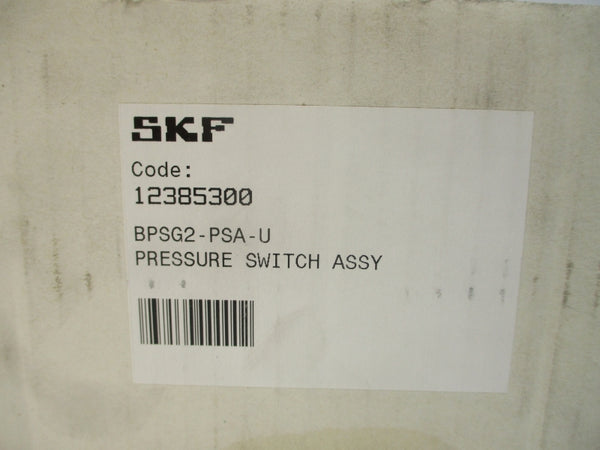 SKF
Code:
12385300
BPSG2-PSA-U
PRESSURE SWITCH ASSY